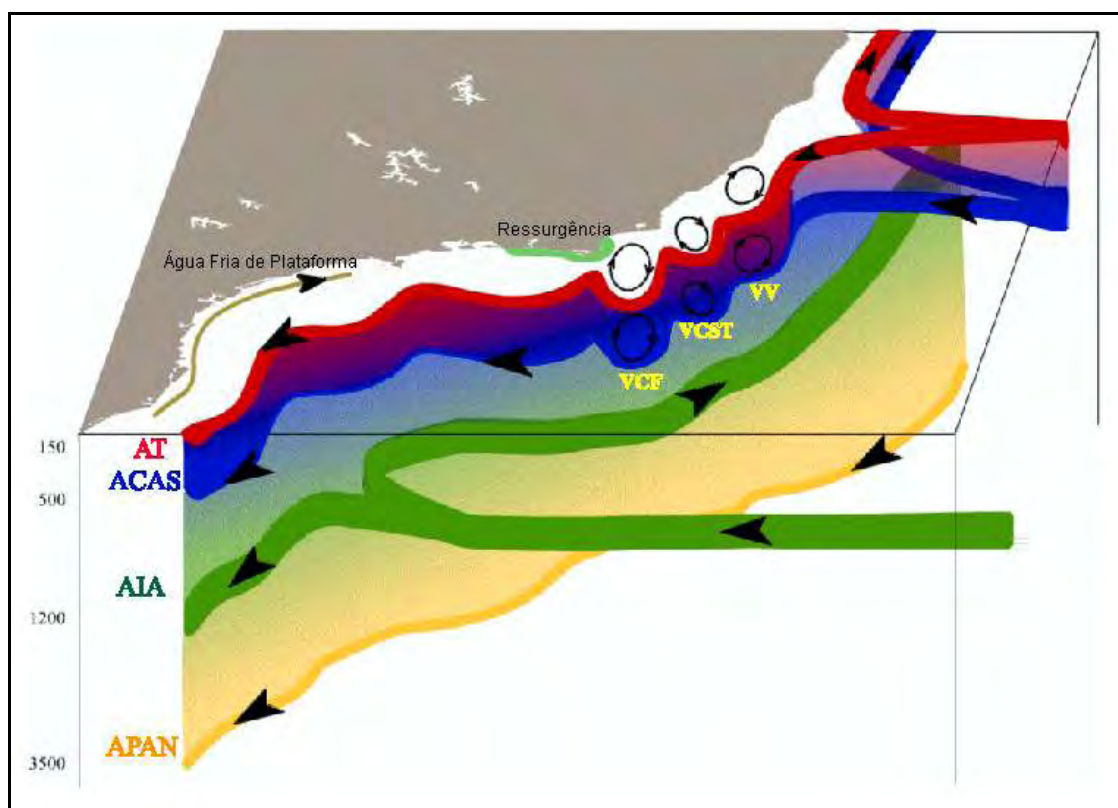 Ressurgência
Água Fria de Plataforma
VV
VCST
VCF
150
AT
ACAS
500
AIA
1200
APAN
3500